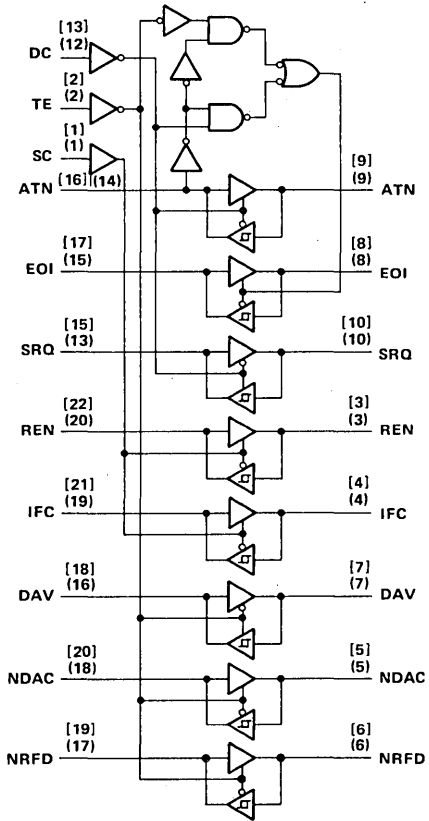 [13]
DC (12)
[2]
TE (2)
[1]
SC (1)
ATN [16] (14) [9] (9) ATN
[17] [8]
EOI (15) (8) EOI
[15] [10]
SRQ (13) (10) SRQ
[22] [3]
REN (20) (3) REN
[21] [4]
IFC (19) (4) IFC
[18] [7]
DAV (16) (7) DAV
[20] [5]
NDAC (18) (5) NDAC
[19] [6]
NRFD (17) (6) NRFD